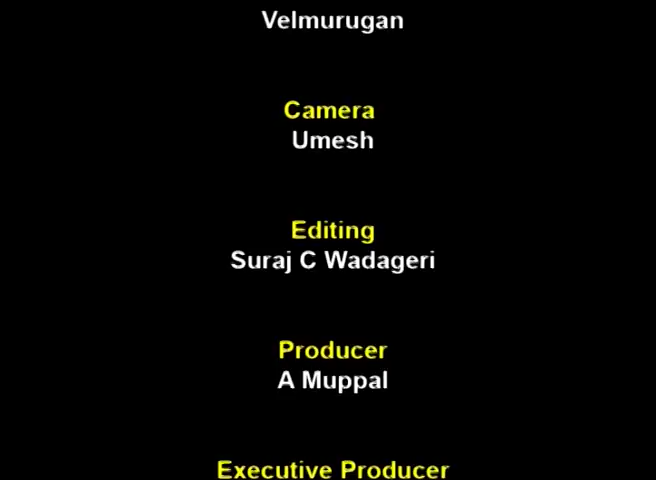 Velmurugan
Camera
Umesh
Editing
Suraj C Wadageri
Producer
A Muppal
Executive Producer